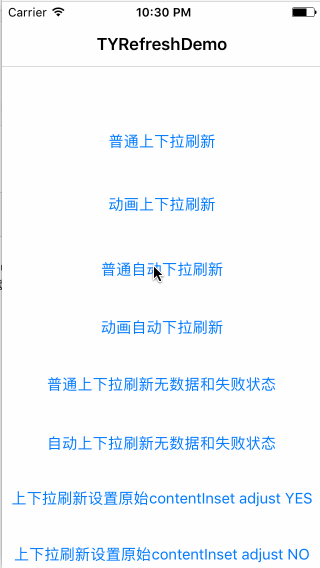 Carrier 10:30 PM
TYRefreshDemo
普通上下拉刷新
动画上下拉刷新
普通自动下拉刷新
动画自动下拉刷新
普通上下拉刷新无数据和失败状态
自动上下拉刷新无数据和失败状态
上下拉刷新设置原始contentInset adjust YES
上下拉刷新设置原始contentInset adjust NO